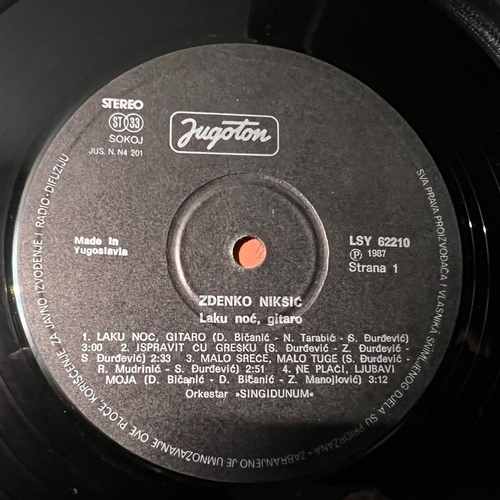 STEREO
ST 33
SOKOJ
JUS. N. N4 201
Jugoton
Made in
Yugoslavia
LSY 62210
Ⓟ 1987
Strana 1
ZDENKO NIKŠIĆ
Laku noć, gitaro
1. LAKU NOĆ, GITARO (D. Bičanić - N. Tarabić - S. Đurđević)
3:00 2. ISPRAVIT ĆU GREŠKU (S. Đurđević - Z. Đurđević -
S. Đurđević) 2:33 3. MALO SREĆE, MALO TUGE (S. Đurđević -
R. Mudrinić - S. Đurđević) 2:51 4. NE PLAČI, LJUBAVI
MOJA (D. Bičanić - D. Bičanić - Z. Manojlović) 3:12
Orkestar »SINGIDUNUM«
SVA PRAVA PROIZVOĐAČA I VLASNIKA SNIMLJENOG DJELA SU PRIDRŽANA - ZABRANJENO JE UMNOŽAVANJE OVE PLOČE, KORIŠĆENJE ZA JAVNO IZVOĐENJE I RADIO-DIFUZIJU